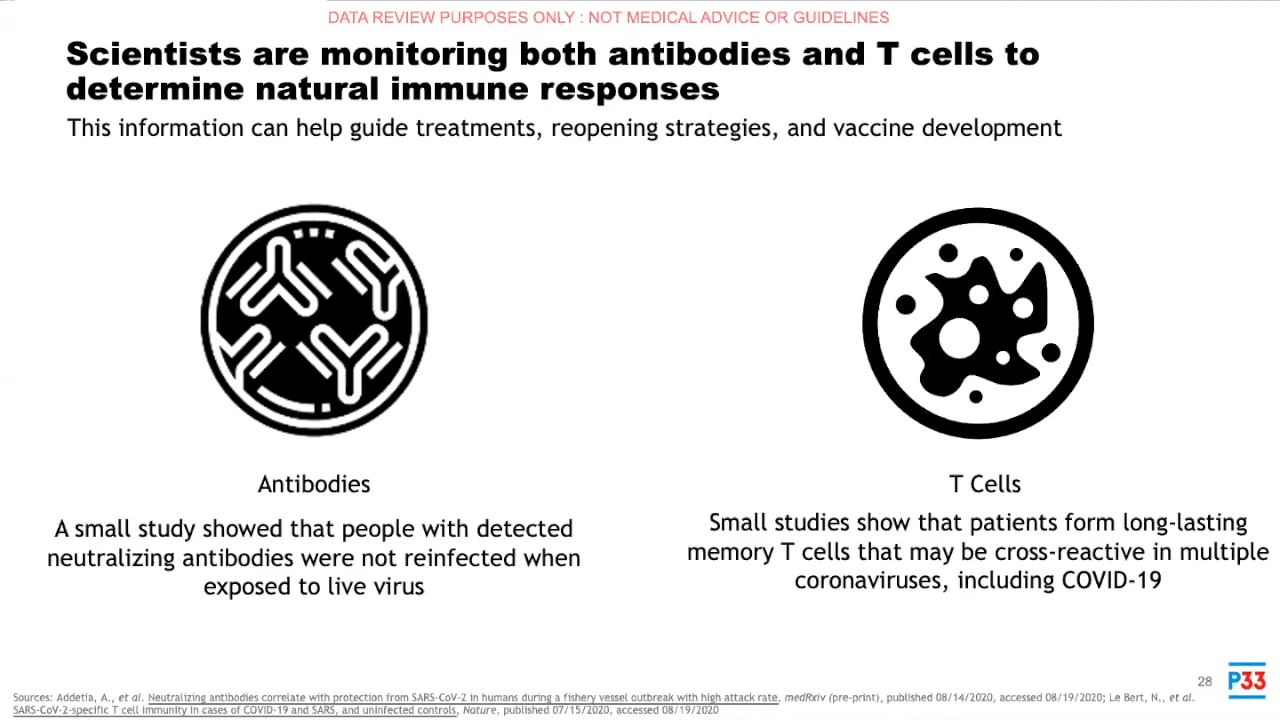 DATA REVIEW PURPOSES ONLY : NOT MEDICAL ADVICE OR GUIDELINES
Scientists are monitoring both antibodies and T cells to
determine natural immune responses
This information can help guide treatments, reopening strategies, and vaccine development
Antibodies
A small study showed that people with detected
neutralizing antibodies were not reinfected when
exposed to live virus
T Cells
Small studies show that patients form long-lasting
memory T cells that may be cross-reactive in multiple
coronaviruses, including COVID-19
Sources: Addetia, A., et al. Neutralizing antibodies correlate with protection from SARS-CoV-2 in humans during a fishery vessel outbreak with high attack rate, medRxiv (pre-print), published 08/14/2020, accessed 08/19/2020; Le Bert, N., et al.
SARS-CoV-2-specific T cell immunity in cases of COVID-19 and SARS, and uninfected controls, Nature, published 07/15/2020, accessed 08/19/2020
28
P33